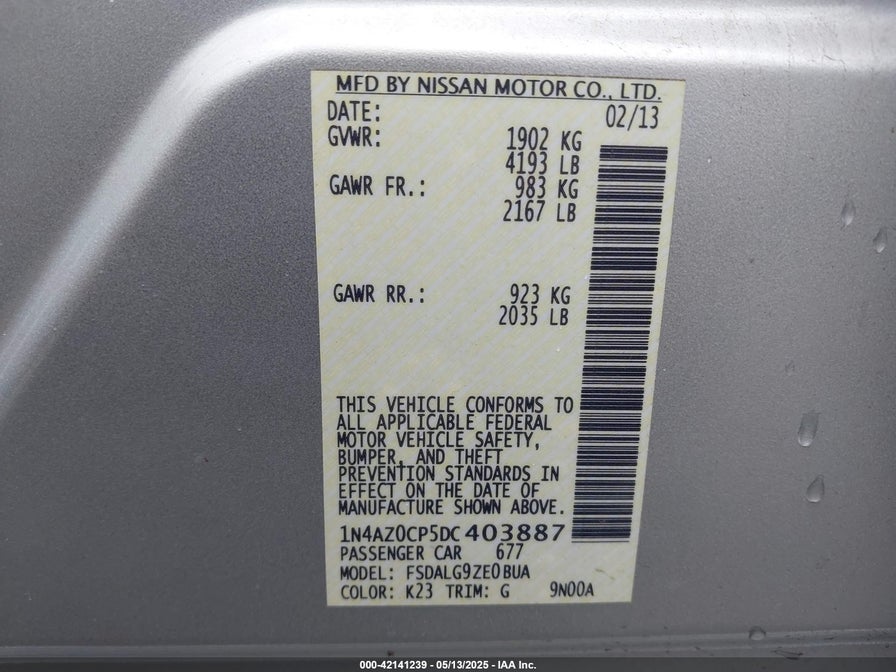 MFD BY NISSAN MOTOR CO., LTD.
DATE: 02/13
GVWR: 1902 KG
4193 LB
GAWR FR.: 983 KG
2167 LB
GAWR RR.: 923 KG
2035 LB
THIS VEHICLE CONFORMS TO
ALL APPLICABLE FEDERAL
MOTOR VEHICLE SAFETY,
BUMPER, AND THEFT
PREVENTION STANDARDS IN
EFFECT ON THE DATE OF
MANUFACTURE SHOWN ABOVE.
1N4AZ0CP5DC403887
PASSENGER CAR 677
MODEL: FSDALG9ZE0BUA
COLOR: K23 TRIM: G 9N00A
000-42141239 - 05/13/2025 - IAA Inc.